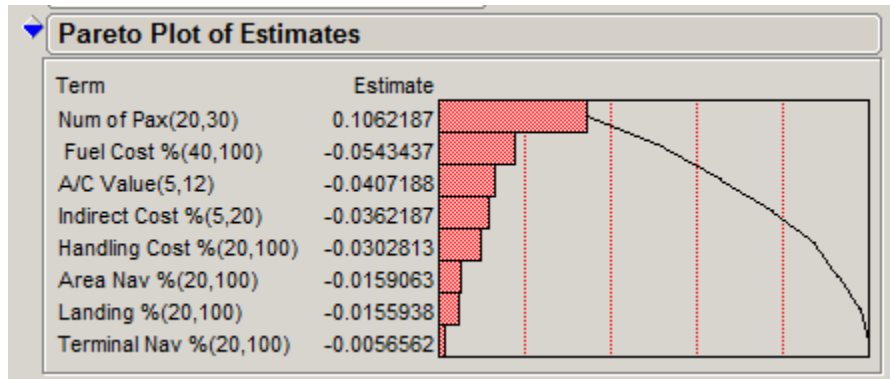 Pareto Plot of Estimates
Term Estimate
Num of Pax(20,30) 0.1062187
Fuel Cost %(40,100) -0.0543437
A/C Value(5,12) -0.0407188
Indirect Cost %(5,20) -0.0362187
Handling Cost %(20,100) -0.0302813
Area Nav %(20,100) -0.0159063
Landing %(20,100) -0.0155938
Terminal Nav %(20,100) -0.0056562